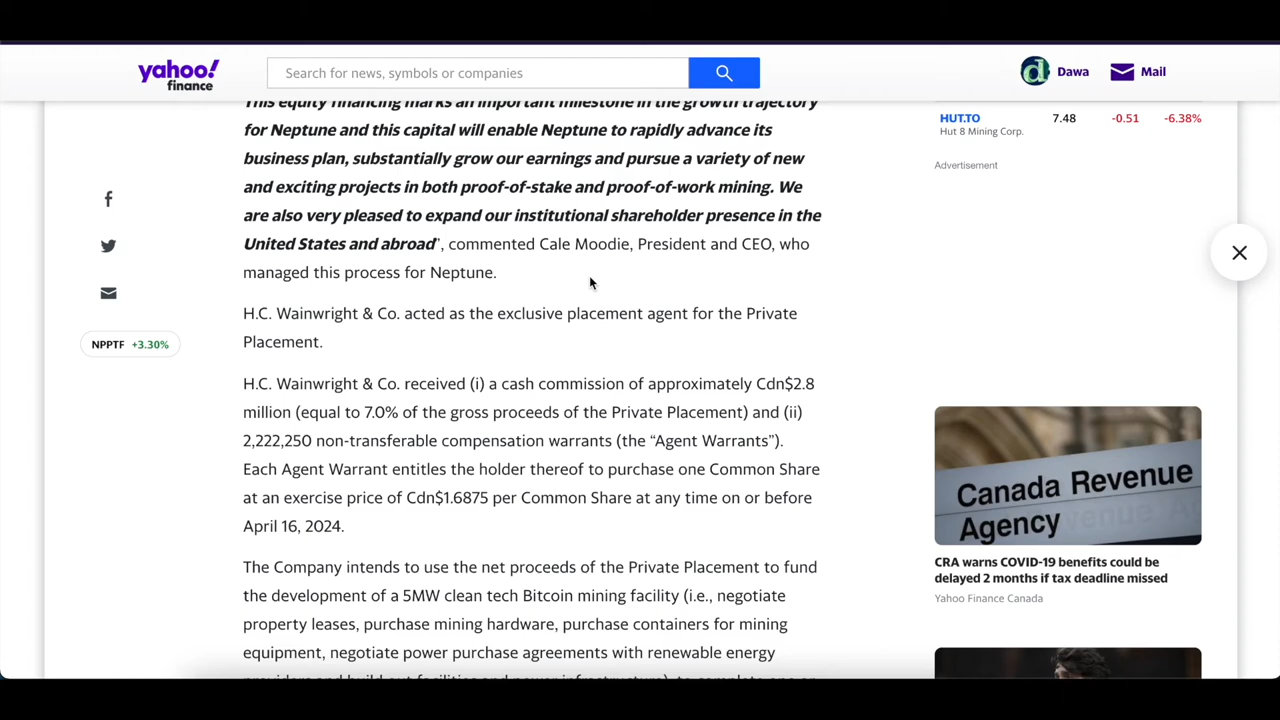 yahoo!
finance
Search for news, symbols or companies
Dawa
Mail
This equity financing marks an important milestone in the growth trajectory
for Neptune and this capital will enable Neptune to rapidly advance its
business plan, substantially grow our earnings and pursue a variety of new
and exciting projects in both proof-of-stake and proof-of-work mining. We
are also very pleased to expand our institutional shareholder presence in the
United States and abroad", commented Cale Moodie, President and CEO, who
managed this process for Neptune.
H.C. Wainwright & Co. acted as the exclusive placement agent for the Private
Placement.
H.C. Wainwright & Co. received (i) a cash commission of approximately Cdn$2.8
million (equal to 7.0% of the gross proceeds of the Private Placement) and (ii)
2,222,250 non-transferable compensation warrants (the “Agent Warrants”).
Each Agent Warrant entitles the holder thereof to purchase one Common Share
at an exercise price of Cdn$1.6875 per Common Share at any time on or before
April 16, 2024.
The Company intends to use the net proceeds of the Private Placement to fund
the development of a 5MW clean tech Bitcoin mining facility (i.e., negotiate
property leases, purchase mining hardware, purchase containers for mining
equipment, negotiate power purchase agreements with renewable energy
NPPTF +3.30%
HUT.TO 7.48 -0.51 -6.38%
Hut 8 Mining Corp.
Advertisement
Canada Revenue
Agency
CRA warns COVID-19 benefits could be
delayed 2 months if tax deadline missed
Yahoo Finance Canada